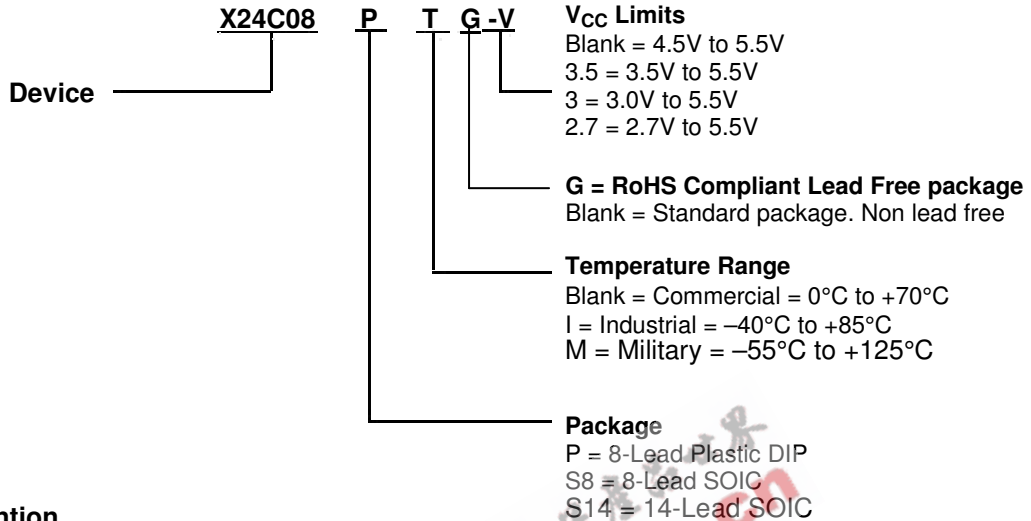 X24C08 P T G -V
Device
VCC Limits
Blank = 4.5V to 5.5V
3.5 = 3.5V to 5.5V
3 = 3.0V to 5.5V
2.7 = 2.7V to 5.5V
G = RoHS Compliant Lead Free package
Blank = Standard package. Non lead free
Temperature Range
Blank = Commercial = 0°C to +70°C
I = Industrial = –40°C to +85°C
M = Military = –55°C to +125°C
Package
P = 8-Lead Plastic DIP
S8 = 8-Lead SOIC
S14 = 14-Lead SOIC